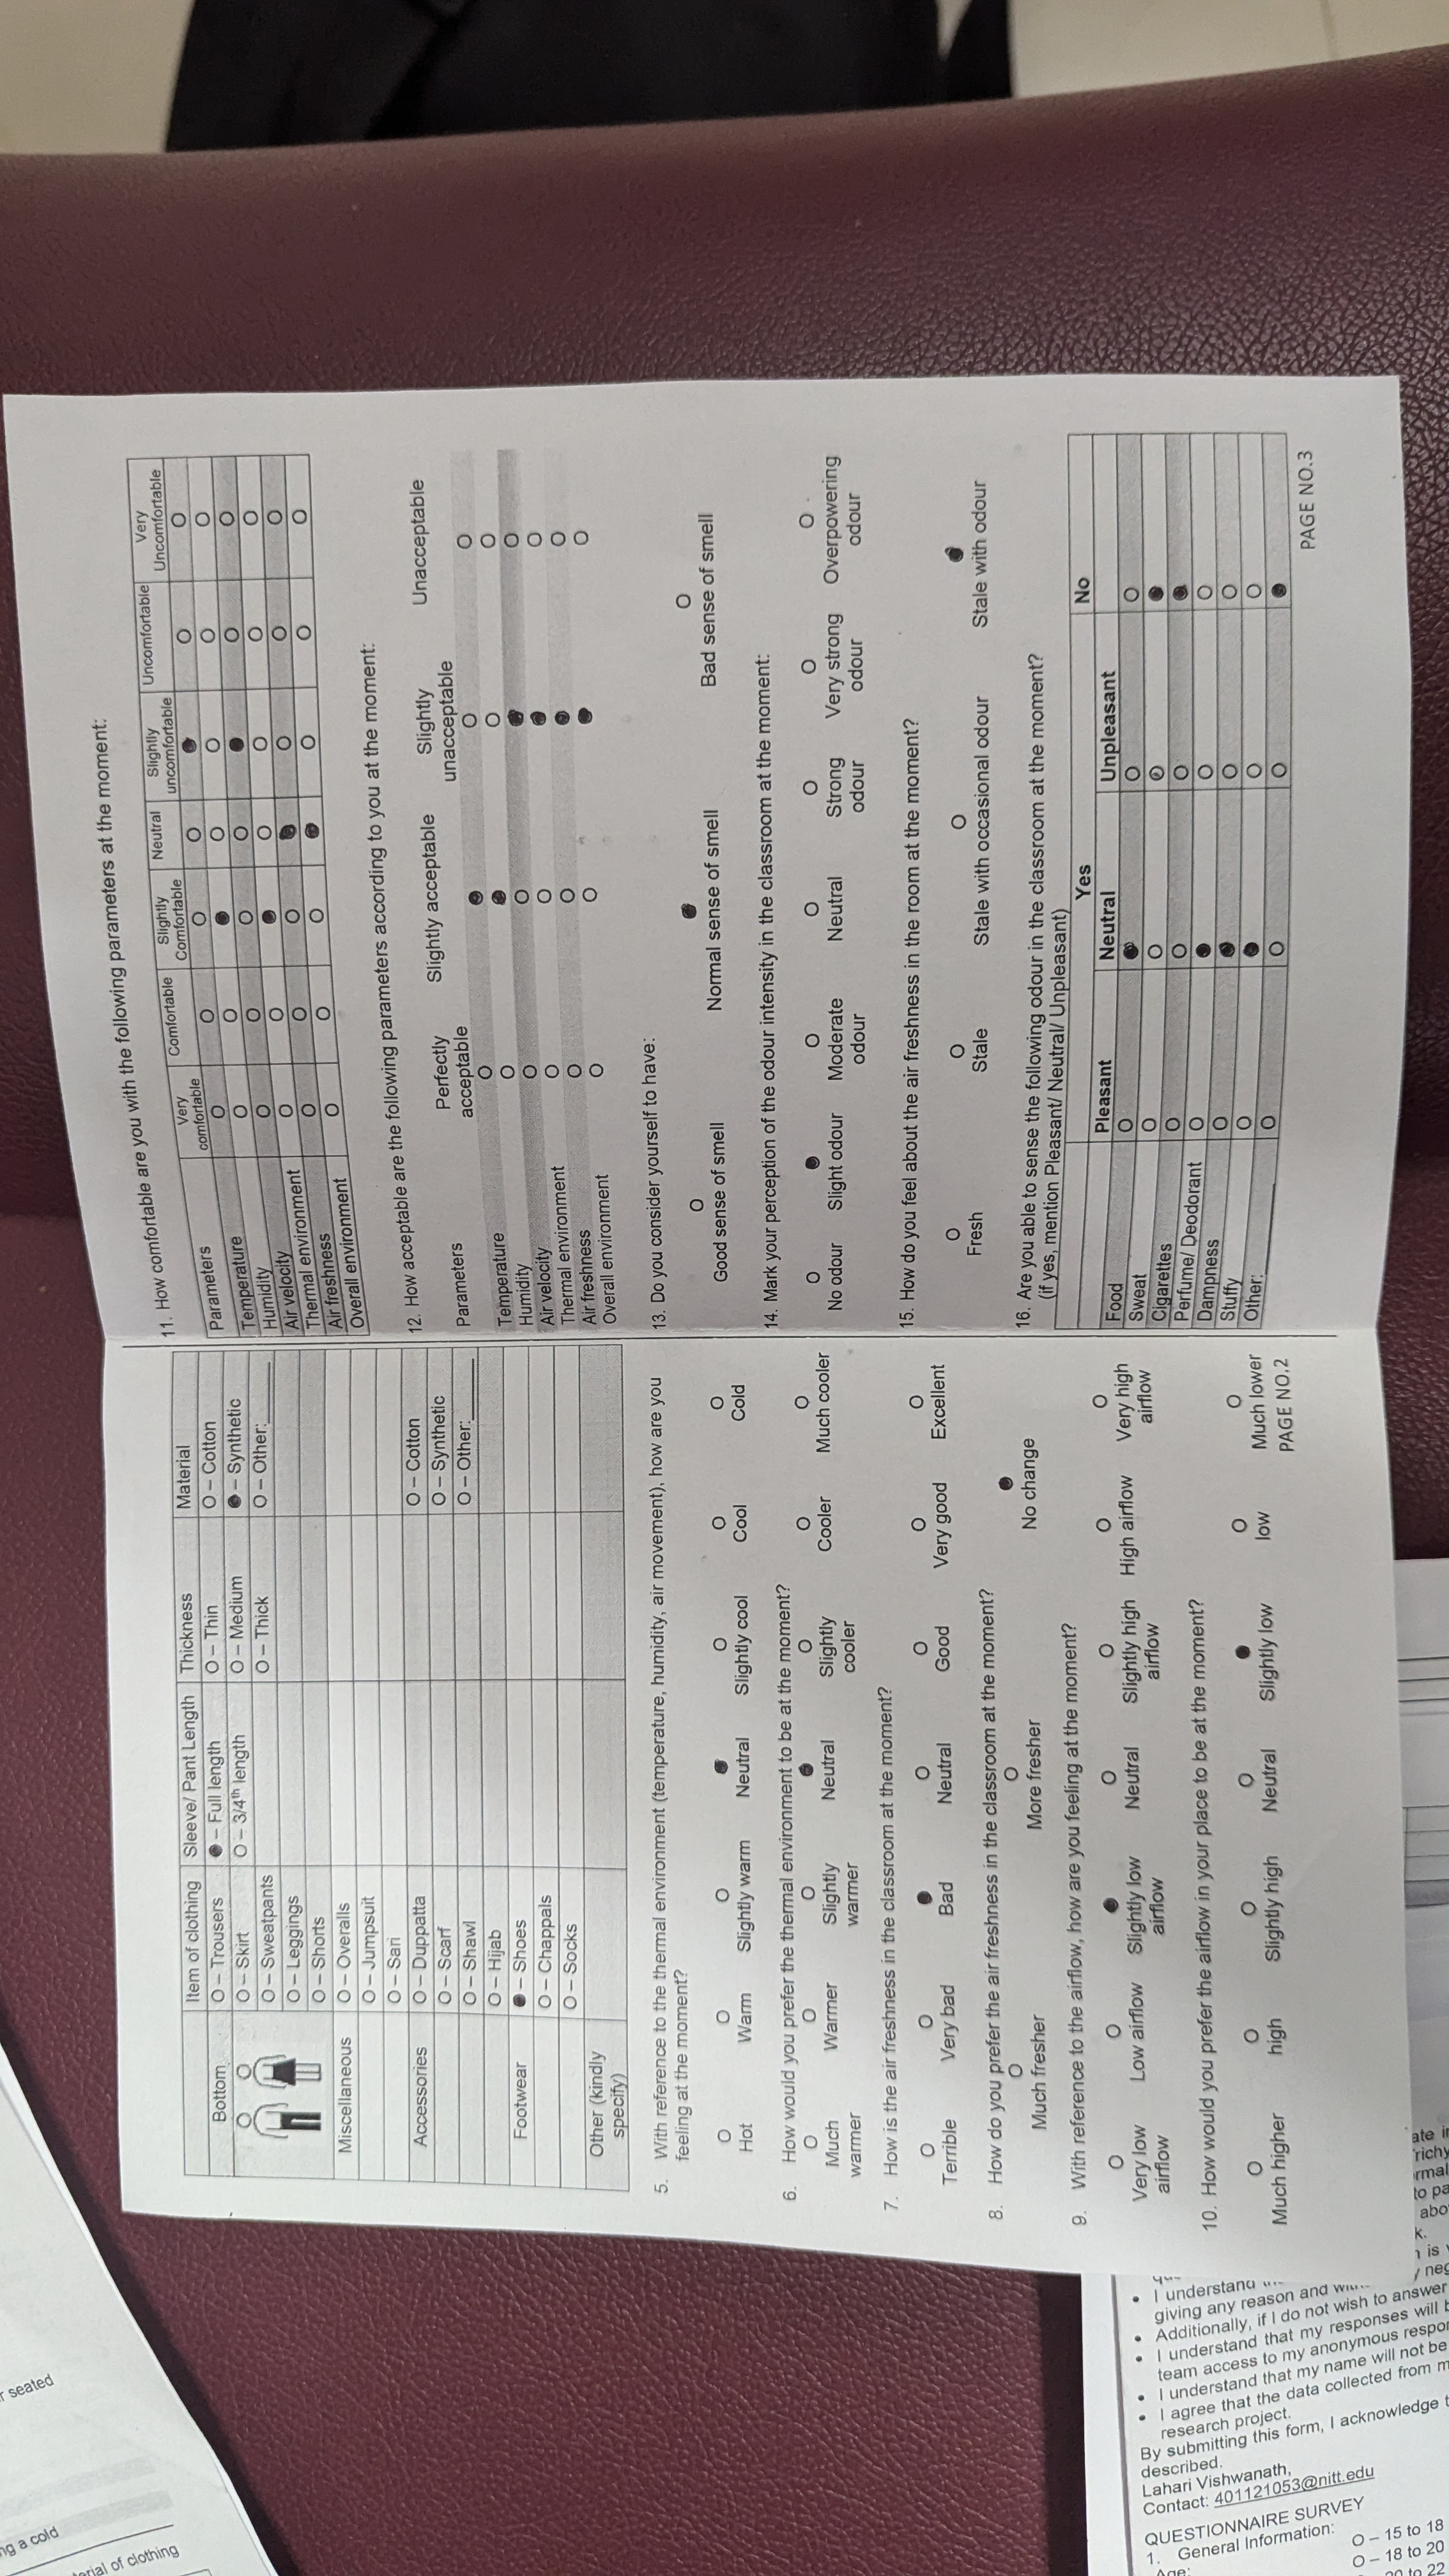 ng a cold
r seated
erial of clothing
Item of clothing Sleeve/ Pant Length Thickness Material
Bottom O – Trousers ● – Full length O – Thin O – Cotton
O – Skirt O – 3/4th length O – Medium ● – Synthetic
O – Sweatpants O – Thick O – Other:______
O – Leggings
O – Shorts
Miscellaneous O – Overalls
O – Jumpsuit
O – Sari
Accessories O – Duppatta O – Cotton
O – Scarf O – Synthetic
O – Shawl O – Other:______
O – Hijab
Footwear ● – Shoes
O – Chappals
O – Socks
Other (kindly
specify)
5. With reference to the thermal environment (temperature, humidity, air movement), how are you
feeling at the moment?
O O O ● O O O
Hot Warm Slightly warm Neutral Slightly cool Cool Cold
6. How would you prefer the thermal environment to be at the moment?
O O O ● O O O
Much Warmer Slightly Neutral Slightly Cooler Much cooler
warmer warmer cooler
7. How is the air freshness in the classroom at the moment?
O O ● O O O O
Terrible Very bad Bad Neutral Good Very good Excellent
8. How do you prefer the air freshness in the classroom at the moment?
O O ●
Much fresher More fresher No change
9. With reference to the airflow, how are you feeling at the moment?
O O ● O O O O
Very low Low airflow Slightly low Neutral Slightly high High airflow Very high
airflow airflow airflow airflow
10. How would you prefer the airflow in your place to be at the moment?
O O O O ● O O
Much higher high Slightly high Neutral Slightly low low Much lower
PAGE NO.2
11. How comfortable are you with the following parameters at the moment:
Parameters Very comfortable Comfortable Slightly Comfortable Neutral Slightly uncomfortable Uncomfortable Very Uncomfortable
Temperature O O O O ● O O
Humidity O O ● O O O O
Air velocity O O O O ● O O
Thermal environment O O ● O O O O
Air freshness O O O ● O O O
Overall environment O O O ● O O O
12. How acceptable are the following parameters according to you at the moment:
Parameters Perfectly acceptable Slightly acceptable Slightly unacceptable Unacceptable
Temperature O ● O O
Humidity O ● O O
Air velocity O O ● O
Thermal environment O O ● O
Air freshness O O ● O
Overall environment O O ● O
13. Do you consider yourself to have:
O ● O
Good sense of smell Normal sense of smell Bad sense of smell
14. Mark your perception of the odour intensity in the classroom at the moment:
O ● O O O O O
No odour Slight odour Moderate Neutral Strong Very strong Overpowering
odour odour odour odour
15. How do you feel about the air freshness in the room at the moment?
O O O ●
Fresh Stale Stale with occasional odour Stale with odour
16. Are you able to sense the following odour in the classroom at the moment?
(if yes, mention Pleasant/ Neutral/ Unpleasant)
Yes No
Pleasant Neutral Unpleasant
Food O ● O O
Sweat O O O ●
Cigarettes O O O ●
Perfume/ Deodorant O ● O O
Dampness O ● O O
Stuffy O ● O O
Other:__________ O O O ●
PAGE NO.3
• I understand
giving any reason and
• Additionally, if I do not wish to answer
• I understand that my responses will
team access to my anonymous
• I understand that my name will not be
• I agree that the data collected from
research project.
By submitting this form, I acknowledge
described.
Lahari Vishwanath,
Contact: 401121053@nitt.edu
QUESTIONNAIRE SURVEY
1. General Information:
O – 15 to 18
O – 18 to 20